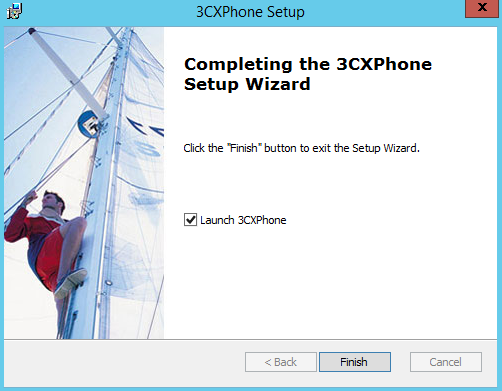 3CXPhone Setup
Completing the 3CXPhone
Setup Wizard
Click the "Finish" button to exit the Setup Wizard.
Launch 3CXPhone
< Back
Finish
Cancel